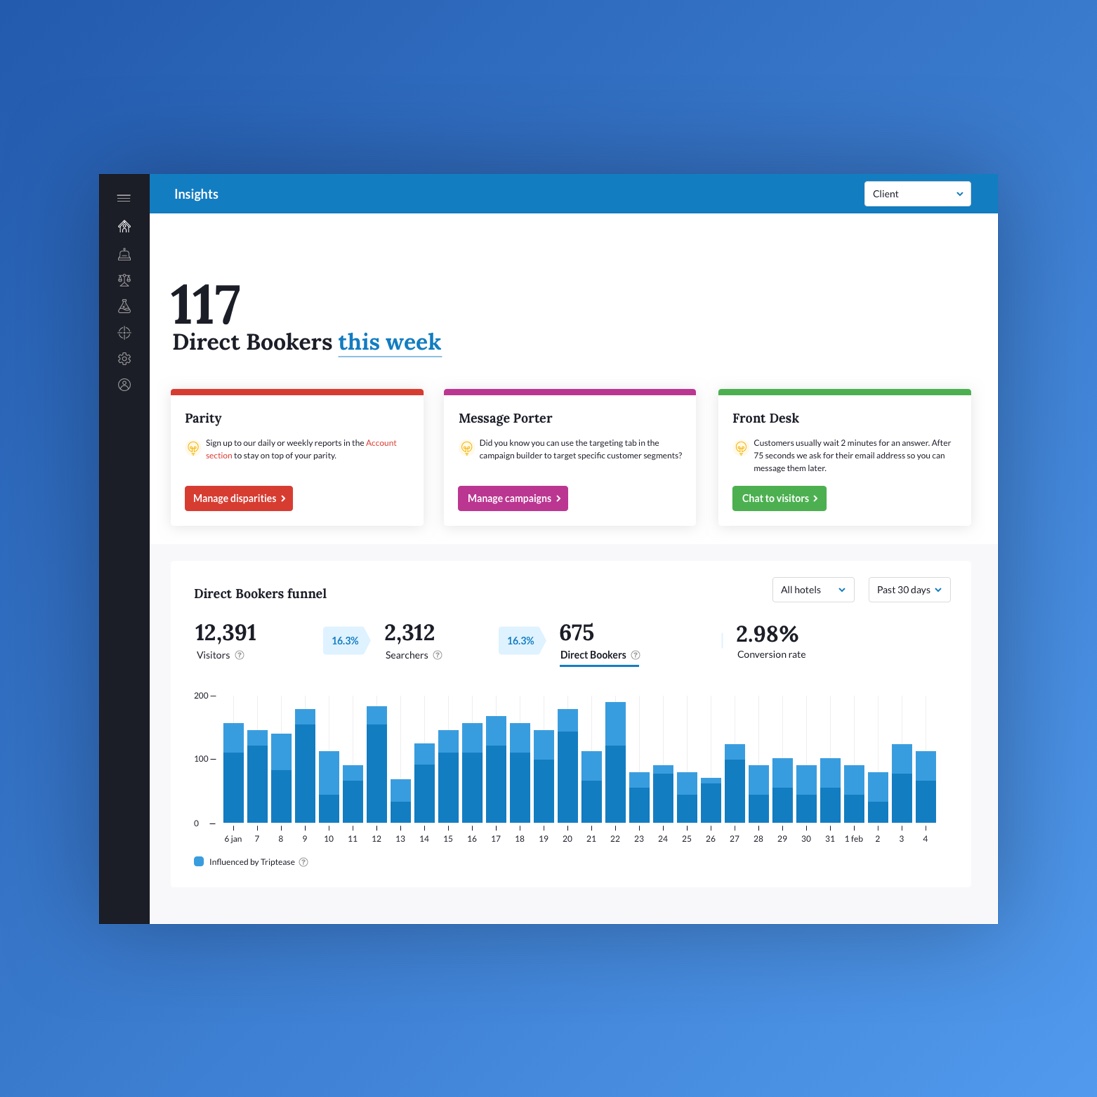 Insights
Client
117
Direct Bookers this week
Parity
Sign up to our daily or weekly reports in the Account
section to stay on top of your parity.
Manage disparities
Message Porter
Did you know you can use the targeting tab in the
campaign builder to target specific customer segments?
Manage campaigns
Front Desk
Customers usually wait 2 minutes for an answer. After
75 seconds we ask for their email address so you can
message them later.
Chat to visitors
Direct Bookers funnel
All hotels
Past 30 days
12,391
Visitors ?
16.3%
2,312
Searchers ?
16.3%
675
Direct Bookers ?
2.98%
Conversion rate
200
100
0
6 jan 7 8 9 10 11 12 13 14 15 16 17 18 19 20 21 22 23 24 25 26 27 28 29 30 31 1 feb 2 3 4
Influenced by Triptease ?